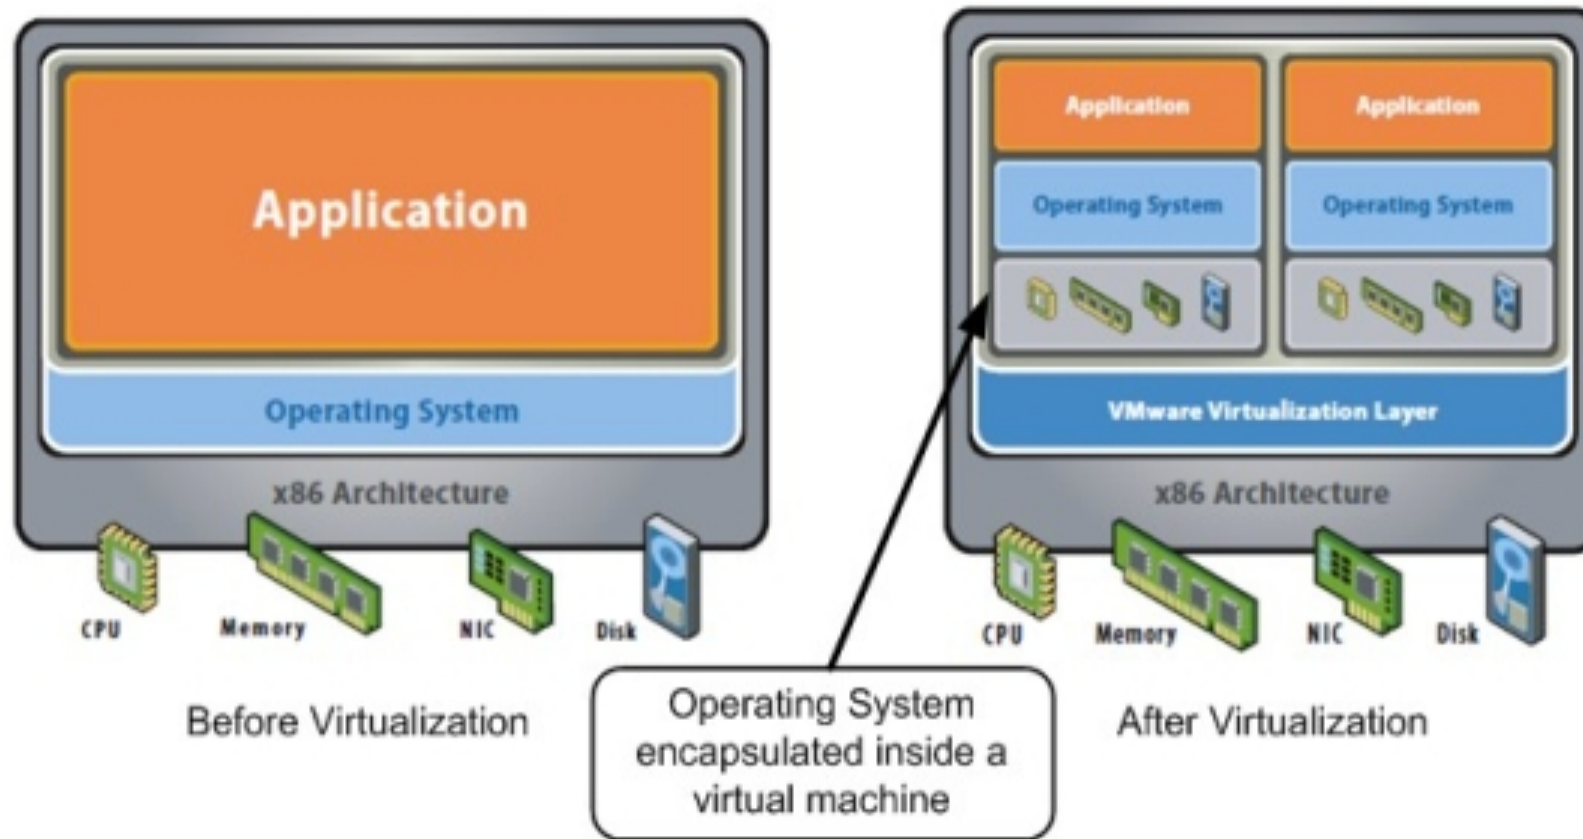 Application
Operating System
x86 Architecture
CPU
Memory
NIC
Disk
Before Virtualization
Application
Application
Operating System
Operating System
VMware Virtualization Layer
x86 Architecture
CPU
Memory
NIC
Disk
After Virtualization
Operating System
encapsulated inside a
virtual machine